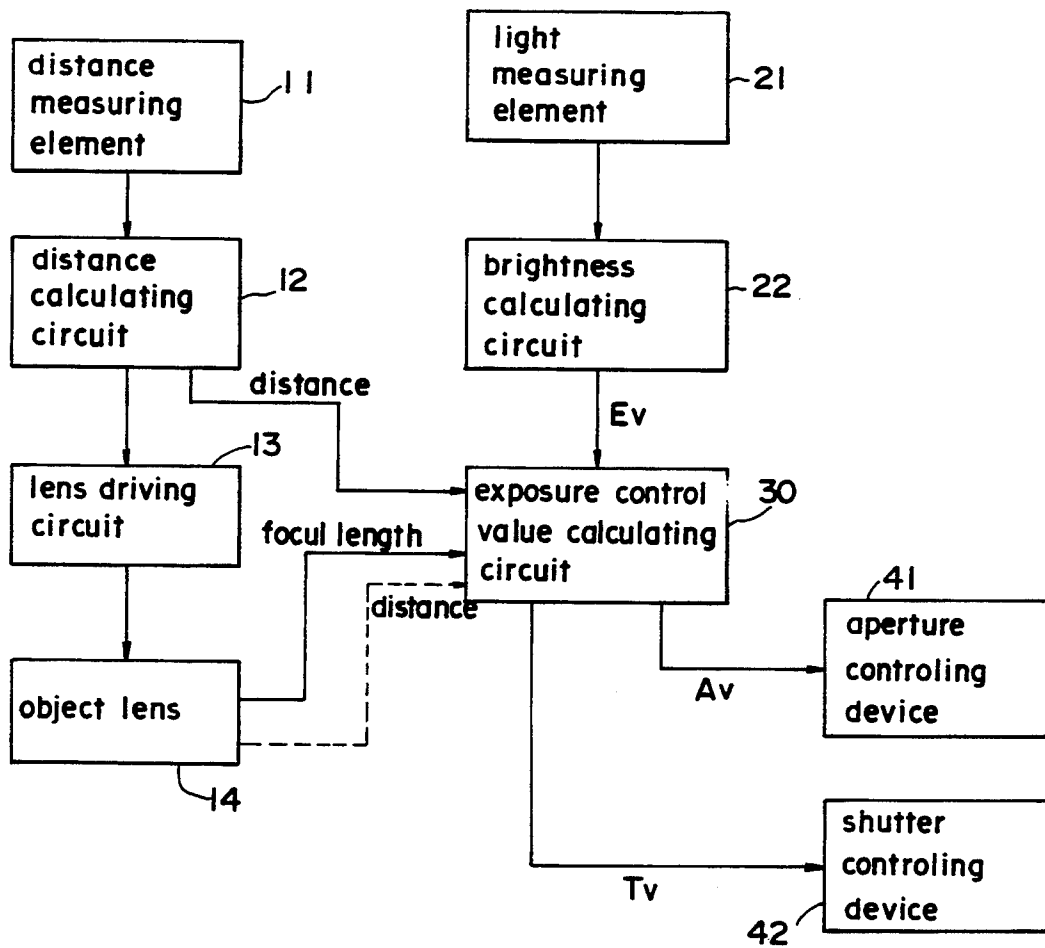 distance
measuring
element
11
light
measuring
element
21
distance
calculating
circuit
12
brightness
calculating
circuit
22
distance
Ev
13
lens driving
circuit
exposure control
value calculating
circuit
30
focul length
distance
object lens
14
41
aperture
controling
device
Av
shutter
controling
device
Tv
42